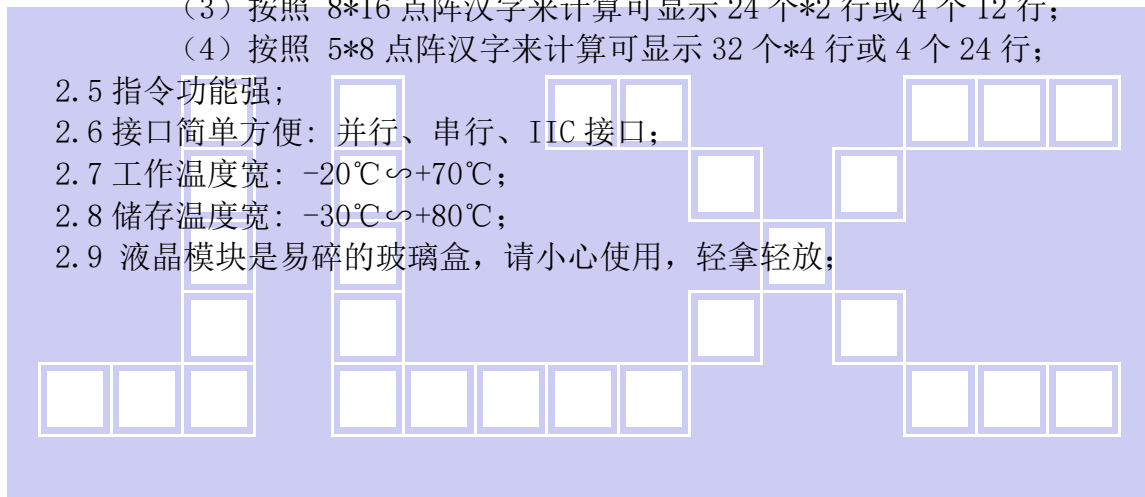 （3）按照 8*16 点阵汉字来计算可显示 24 个*2 行或 4 个 12 行；
（4）按照 5*8 点阵汉字来计算可显示 32 个*4 行或 4 个 24 行；
2.5 指令功能强；
2.6 接口简单方便：并行、串行、IIC 接口；
2.7 工作温度宽：-20℃∽+70℃；
2.8 储存温度宽：-30℃∽+80℃；
2.9 液晶模块是易碎的玻璃盒，请小心使用，轻拿轻放；